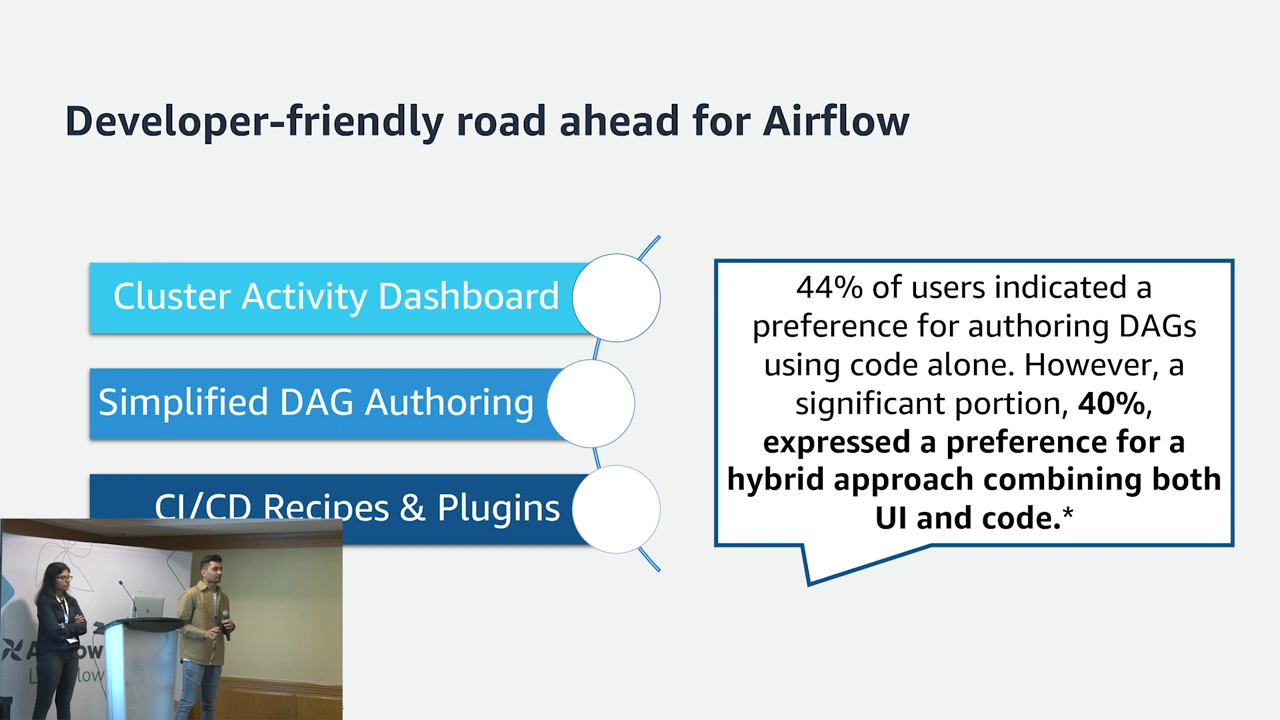 Developer-friendly road ahead for Airflow
Cluster Activity Dashboard
Simplified DAG Authoring
CI/CD Recipes & Plugins
44% of users indicated a
preference for authoring DAGs
using code alone. However, a
significant portion, 40%,
expressed a preference for a
hybrid approach combining both
UI and code.*